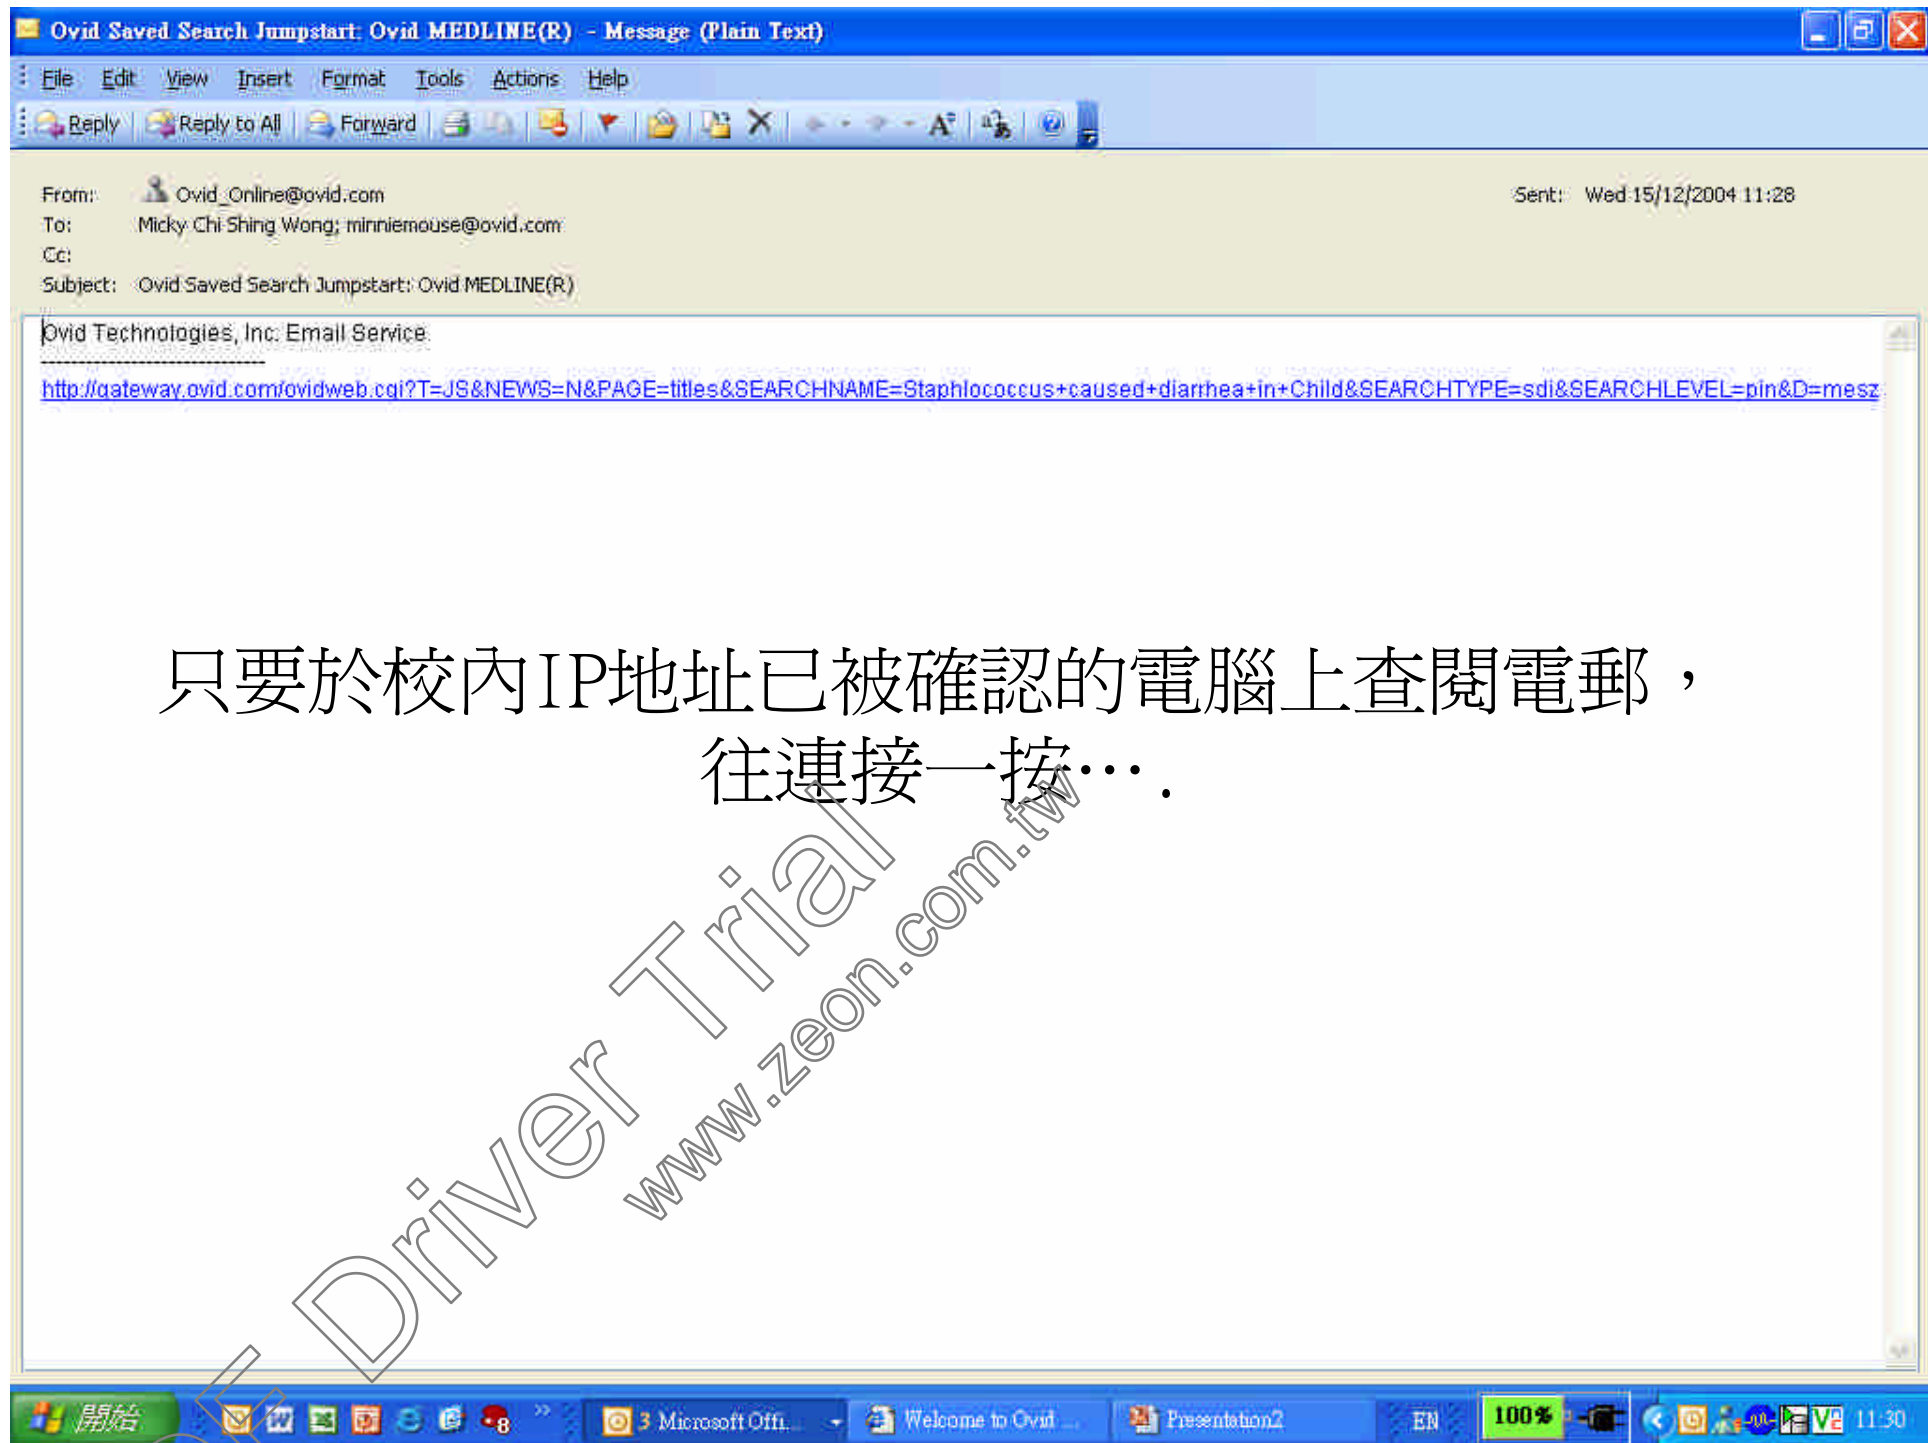 Ovid Saved Search Jumpstart: Ovid MEDLINE(R) - Message (Plain Text)
File Edit View Insert Format Tools Actions Help
Reply Reply to All Forward
From: Ovid_Online@ovid.com Sent: Wed 15/12/2004 11:28
To: Micky Chi Shing Wong; minniemouse@ovid.com
Cc:
Subject: Ovid Saved Search Jumpstart: Ovid MEDLINE(R)
Ovid Technologies, Inc. Email Service
------------------------------
http://gateway.ovid.com/ovidweb.cgi?T=JS&NEWS=N&PAGE=titles&SEARCHNAME=Staphlococcus+caused+diarrhea+in+Child&SEARCHTYPE=sdi&SEARCHLEVEL=pin&D=mesz
只要於校內IP地址已被確認的電腦上查閱電郵，
往連接一按….
Driver Trial
www.zeon.com.tw
開始 3 Microsoft Offi... Welcome to Ovid ... Presentation2 EN 100% 11:30